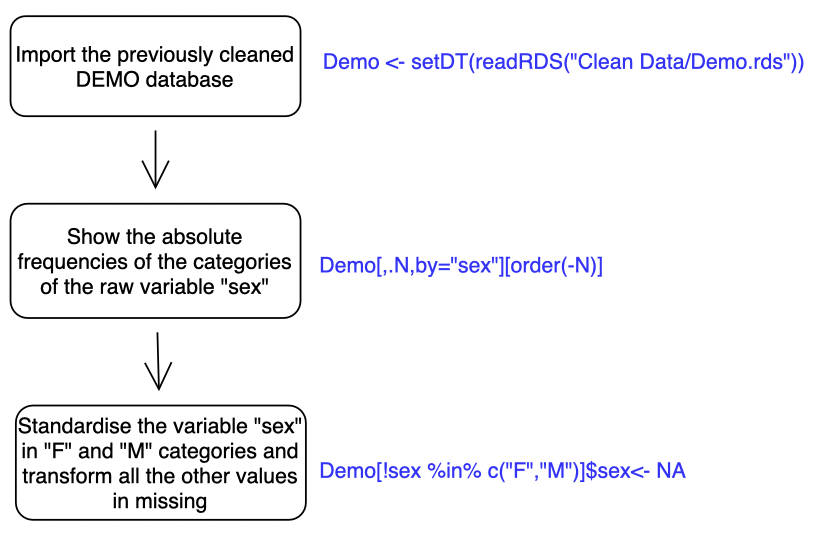 Import the previously cleaned
DEMO database
Demo <- setDT(readRDS("Clean Data/Demo.rds"))
Show the absolute
frequencies of the categories
of the raw variable "sex"
Demo[,.N,by="sex"][order(-N)]
Standardise the variable "sex"
in "F" and "M" categories and
transform all the other values
in missing
Demo[!sex %in% c("F","M")]$sex<- NA